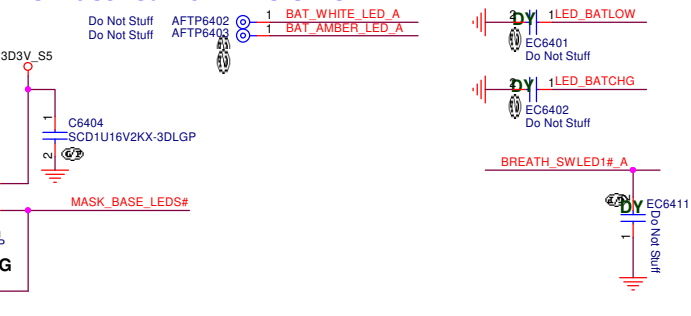 Do Not Stuff AFTP6402 1 BAT_WHITE_LED_A
Do Not Stuff AFTP6403 1 BAT_AMBER_LED_A
2 DY 1 LED_BATLOW
EC6401
Do Not Stuff
2 DY 1 LED_BATCHG
EC6402
Do Not Stuff
3D3V_S5
1
C6404
SCD1U16V2KX-3DLGP
2
BREATH_SWLED1#_A
DY EC6411
1
Do Not Stuff
MASK_BASE_LEDS#
G